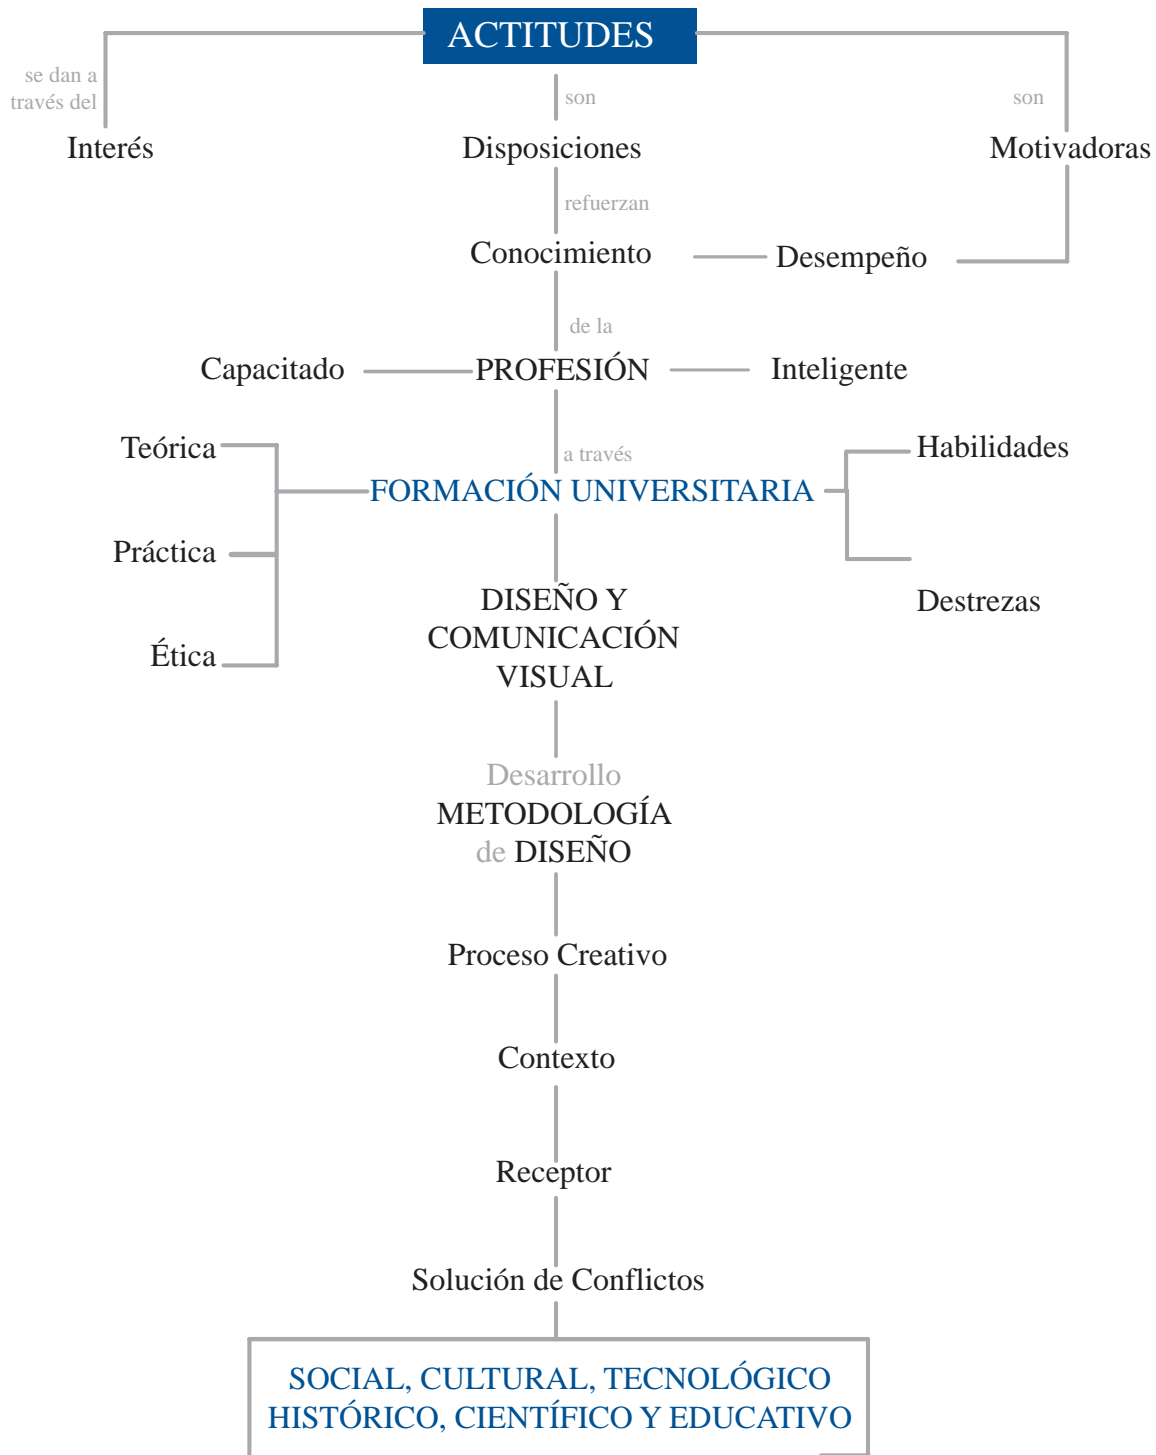 ACTITUDES
se dan a
través del
son
son
Interés
Disposiciones
Motivadoras
refuerzan
Conocimiento
Desempeño
de la
Capacitado
PROFESIÓN
Inteligente
Teórica
a través
Habilidades
FORMACIÓN UNIVERSITARIA
Práctica
DISEÑO Y
COMUNICACIÓN
VISUAL
Destrezas
Ética
Desarrollo
METODOLOGÍA
de DISEÑO
Proceso Creativo
Contexto
Receptor
Solución de Conflictos
SOCIAL, CULTURAL, TECNOLÓGICO
HISTÓRICO, CIENTÍFICO Y EDUCATIVO